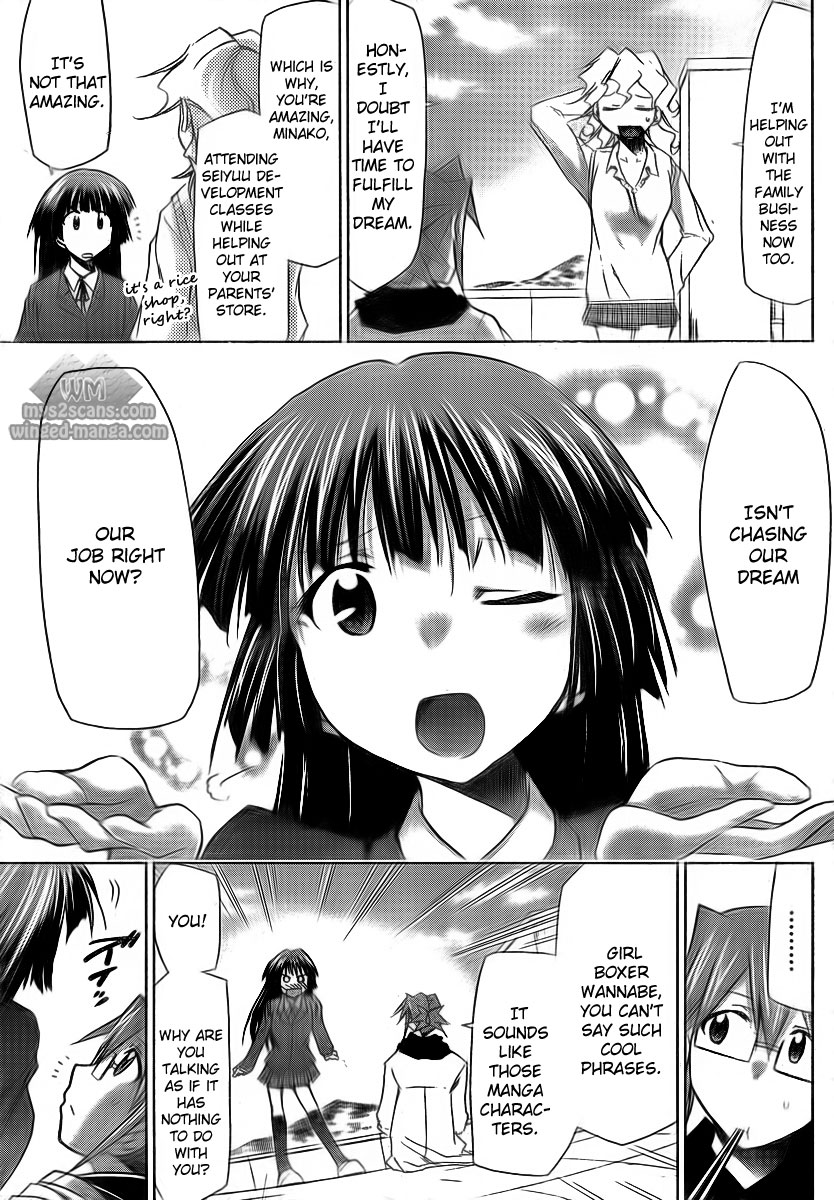 I'M
HELPING
OUT WITH
THE
FAMILY
BUSI-
NESS
NOW
TOO.
HON-
ESTLY,
I
DOUBT
I'LL
HAVE
TIME TO
FULFILL
MY
DREAM.
WHICH IS
WHY,
YOU'RE
AMAZING,
MINAKO,
ATTENDING
SEIYUU DE-
VELOPMENT
CLASSES
WHILE
HELPING
OUT AT
YOUR
PARENTS'
STORE.
it's a rice
shop,
right?
IT'S
NOT THAT
AMAZING.
WM
mvs2scans.com
winged-manga.com
ISN'T
CHASING
OUR
DREAM
OUR
JOB RIGHT
NOW?
.........
GIRL
BOXER
WANNABE,
YOU CAN'T
SAY SUCH
COOL
PHRASES.
IT
SOUNDS
LIKE
THOSE
MANGA
CHARAC-
TERS.
YOU!
WHY ARE
YOU
TALKING
AS IF IT
HAS
NOTHING
TO DO
WITH
YOU?